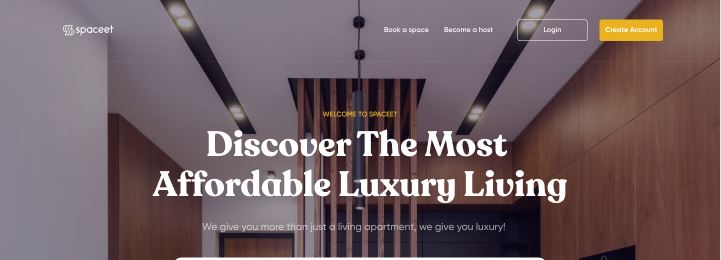 spaceet
Book a space
Become a host
Login
Create Account
WELCOME TO SPACEET
Discover The Most
Affordable Luxury Living
We give you more than just a living apartment, we give you luxury!